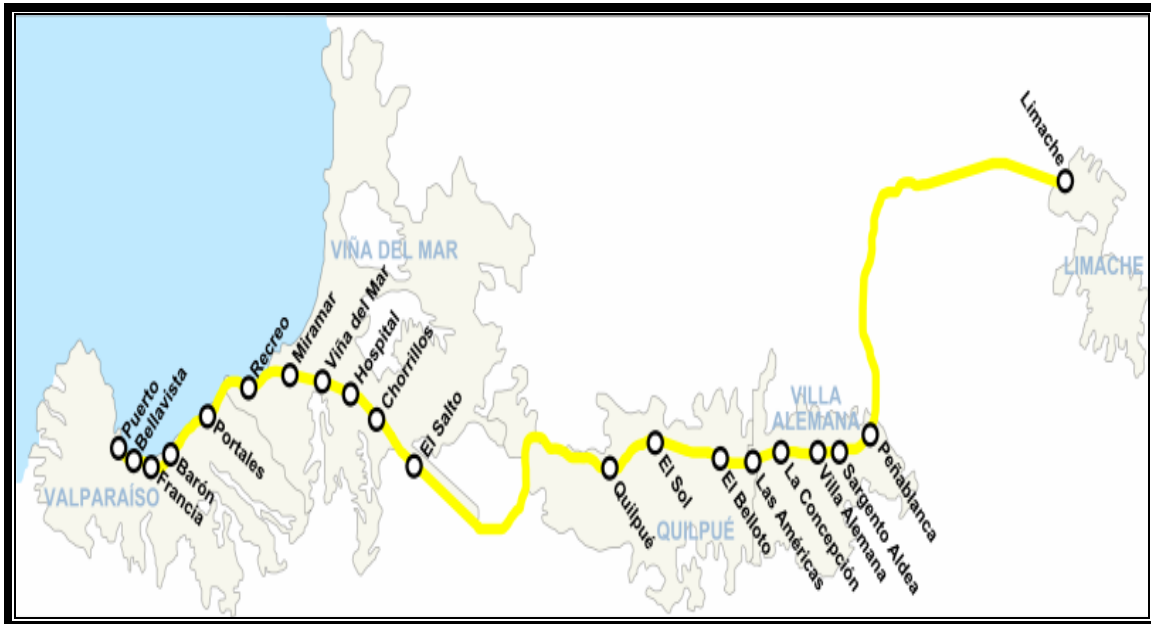 Puerto
Bellavista
Francia
Barón
Portales
Recreo
Miramar
Viña del Mar
Hospital
Chorrillos
El Salto
Quilpué
El Sol
El Belloto
Las Américas
La Concepción
Villa Alemana
Sargento Aldea
Peñablanca
Limache
VALPARAÍSO
VIÑA DEL MAR
QUILPUÉ
VILLA
ALEMANA
LIMACHE